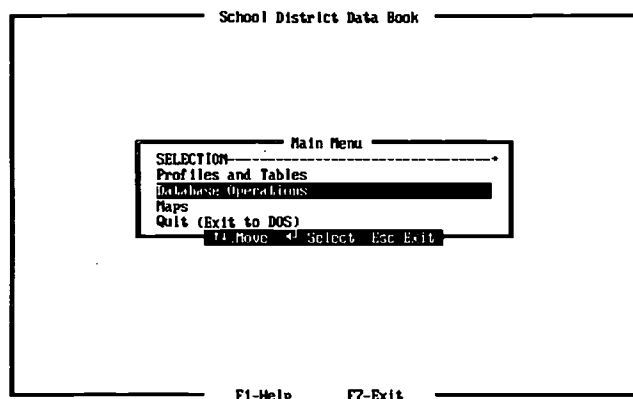 School District Data Book
Main Menu
SELECTION
Profiles and Tables
Database Operations
Maps
Quit (Exit to DOS)
↑↓.Move ◄┘ Select Esc Exit
F1-Help F7-Exit